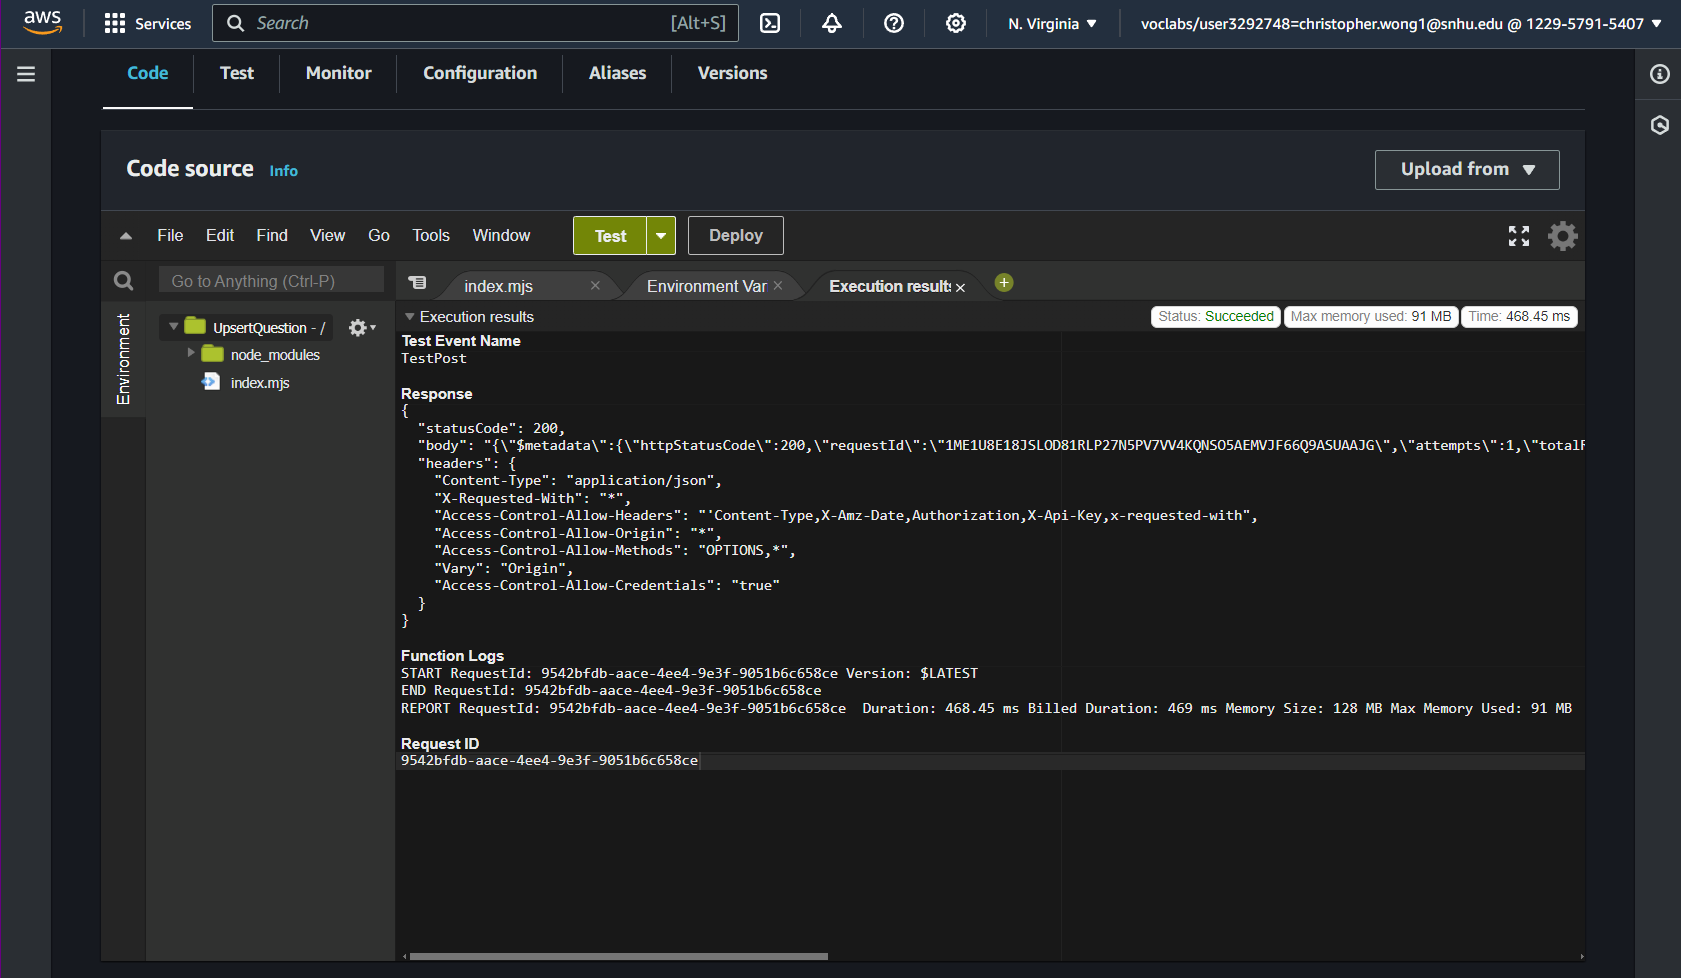 aws
Services
Search
[Alt+S]
N. Virginia
voclabs/user3292748=christopher.wong1@snhu.edu @ 1229-5791-5407
Code
Test
Monitor
Configuration
Aliases
Versions
Code source
Info
Upload from
File
Edit
Find
View
Go
Tools
Window
Test
Deploy
Go to Anything (Ctrl-P)
index.mjs
Environment Var
Execution results
Environment
UpsertQuestion - /
node_modules
index.mjs
Execution results
Status: Succeeded
Max memory used: 91 MB
Time: 468.45 ms
Test Event Name
TestPost
Response
{
"statusCode": 200,
"body": "{\"$metadata\":{\"httpStatusCode\":200,\"requestId\":\"1ME1U8E18JSLOD81RLP27N5PV7VV4KQNSO5AEMVJF66Q9ASUAAJG\",\"attempts\":1,\"totalR
"headers": {
"Content-Type": "application/json",
"X-Requested-With": "*",
"Access-Control-Allow-Headers": "'Content-Type,X-Amz-Date,Authorization,X-Api-Key,x-requested-with",
"Access-Control-Allow-Origin": "*",
"Access-Control-Allow-Methods": "OPTIONS,*",
"Vary": "Origin",
"Access-Control-Allow-Credentials": "true"
}
}
Function Logs
START RequestId: 9542bfdb-aace-4ee4-9e3f-9051b6c658ce Version: $LATEST
END RequestId: 9542bfdb-aace-4ee4-9e3f-9051b6c658ce
REPORT RequestId: 9542bfdb-aace-4ee4-9e3f-9051b6c658ce Duration: 468.45 ms Billed Duration: 469 ms Memory Size: 128 MB Max Memory Used: 91 MB
Request ID
9542bfdb-aace-4ee4-9e3f-9051b6c658ce